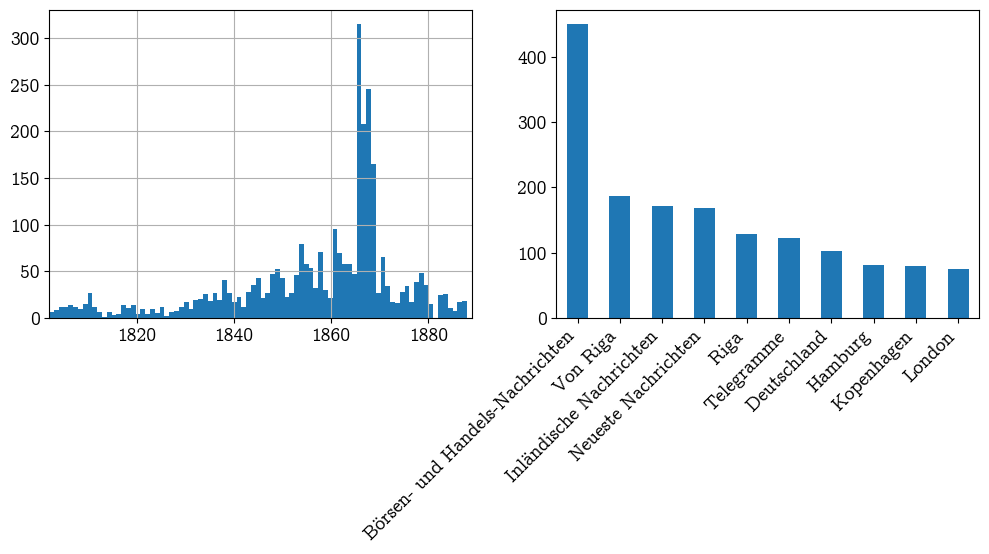 300
250
200
150
100
50
0
1820
1840
1860
1880
400
300
200
100
0
Börsen- und Handels-Nachrichten
Von Riga
Inländische Nachrichten
Neueste Nachrichten
Riga
Telegramme
Deutschland
Hamburg
Kopenhagen
London